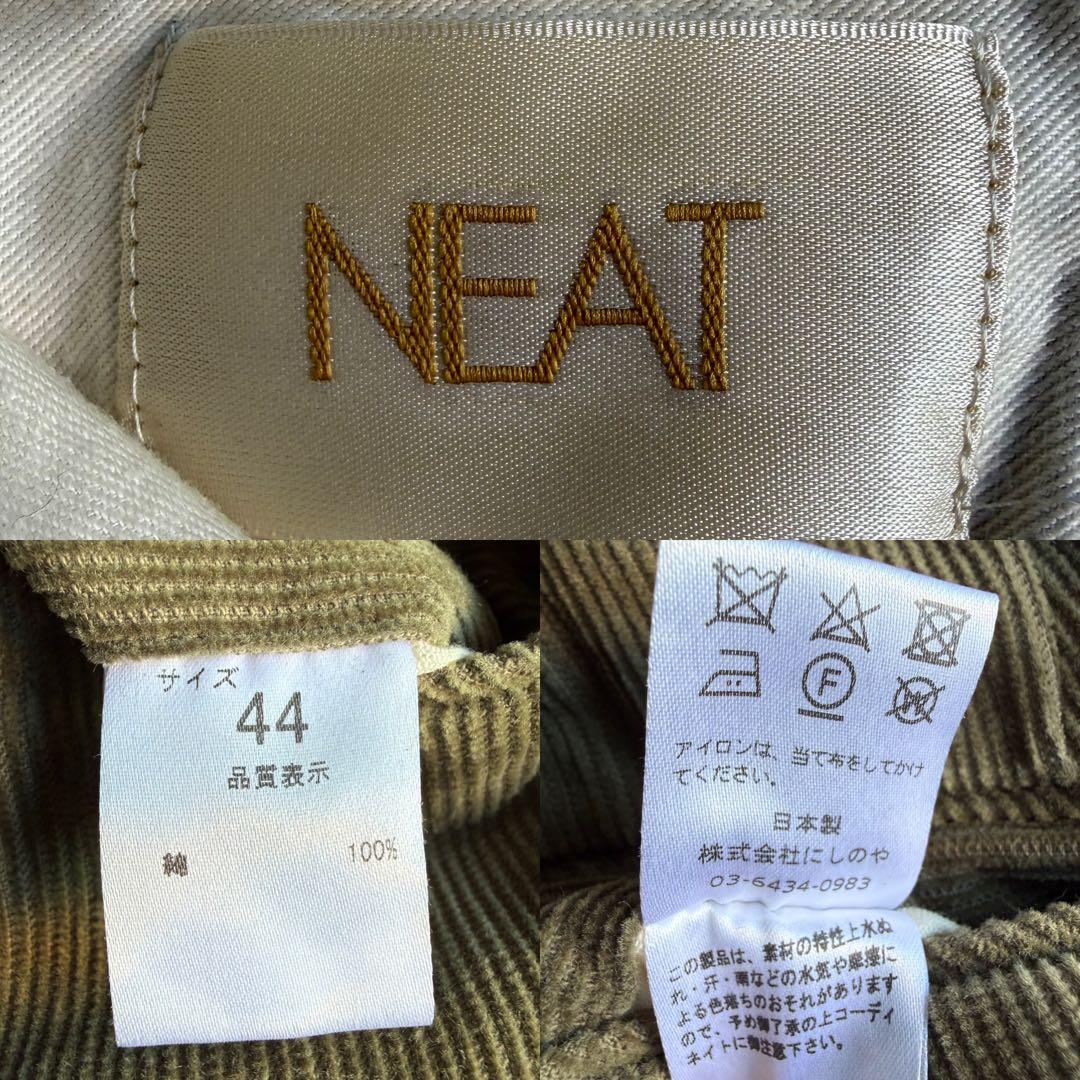 NEAT
サイズ
44
品質表示
綿 100%
F
W
アイロンは、当て布をしてかけ
てください。
日本製
株式会社にしのや
03-6434-0983
この製品は、素材の特性上水ぬ
れ・汗・雨などの水気や摩擦に
よる色落ちのおそれがあります
ので、予め御了承の上コーディ
ネイトに御注意下さい。